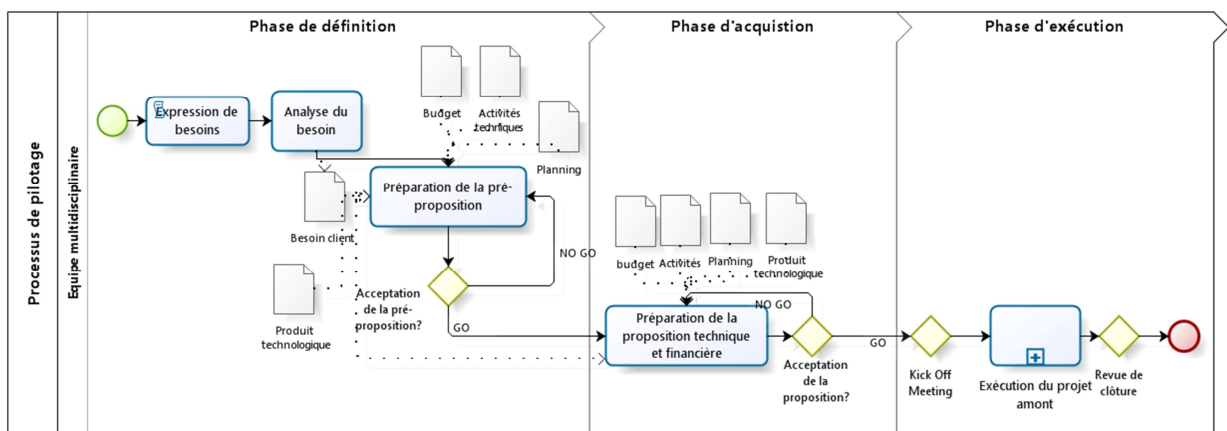 Phase de définition
Phase d'acquistion
Phase d'exécution
Processus de pilotage
Equipe multidisciplinaire
Expression de
besoins
Analyse du
besoin
Budget
Activités
techniques
Planning
Préparation de la pré-
proposition
Besoin client
NO GO
Produit
technologique
Acceptation
de la pré-
proposition?
GO
budget
Activités
Planning
Produit
technologique
NO GO
Préparation de la
proposition technique
et financière
GO
Acceptation
de la
proposition?
Kick Off
Meeting
Exécution du projet
amont
Revue de
clôture